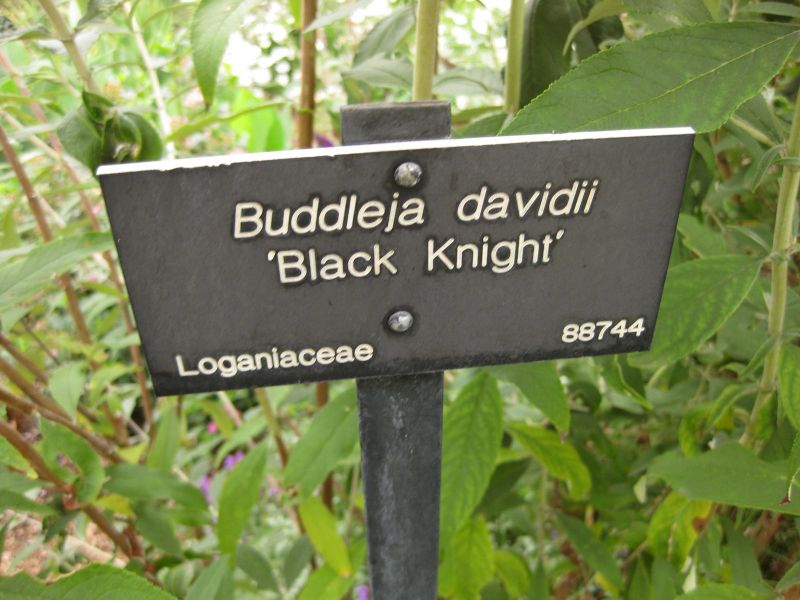 Buddleja davidii
'Black Knight'
Loganiaceae
88744